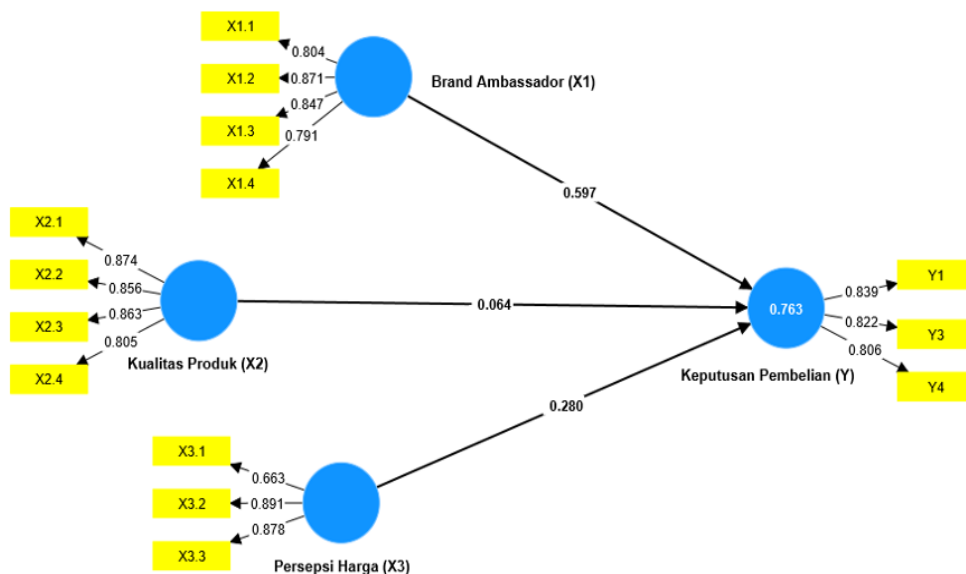 X1.1
0.804
X1.2
0.871
Brand Ambassador (X1)
0.847
X1.3
0.791
X1.4
0.597
X2.1
0.874
X2.2
0.856
0.863
X2.3
0.805
X2.4
Kualitas Produk (X2)
0.064
0.763
Y1
0.839
0.822
Y3
0.806
Y4
Keputusan Pembelian (Y)
0.280
X3.1
0.663
X3.2
0.891
0.878
X3.3
Persepsi Harga (X3)